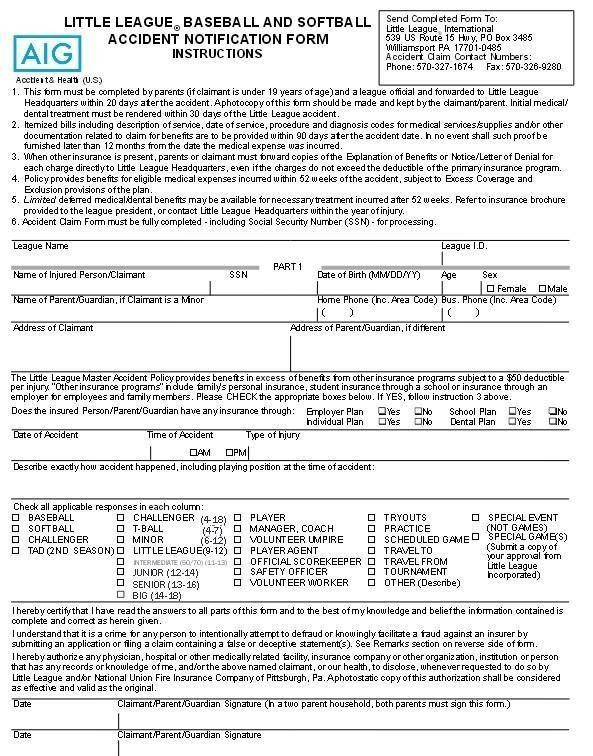 LITTLE LEAGUE® BASEBALL AND SOFTBALL
ACCIDENT NOTIFICATION FORM
INSTRUCTIONS
AIG
Accident & Health (U.S.)
Send Completed Form To:
Little League, International
539 US Route 15 Hwy, PO Box 3485
Williamsport PA 17701-0485
Accident Claim Contact Numbers:
Phone: 570-327-1674 Fax: 570-326-9280
1. This form must be completed by parents (if claimant is under 19 years of age) and a league official and forwarded to Little League
Headquarters within 20 days after the accident. A photocopy of this form should be made and kept by the claimant/parent. Initial medical/
dental treatment must be rendered within 30 days of the Little League accident.
2. Itemized bills including description of service, date of service, procedure and diagnosis codes for medical services/supplies and/or other
documentation related to claim for benefits are to be provided within 90 days after the accident date. In no event shall such proof be
furnished later than 12 months from the date the medical expense was incurred.
3. When other insurance is present, parents or claimant must forward copies of the Explanation of Benefits or Notice/Letter of Denial for
each charge directly to Little League Headquarters, even if the charges do not exceed the deductible of the primary insurance program.
4. Policy provides benefits for eligible medical expenses incurred within 52 weeks of the accident, subject to Excess Coverage and
Exclusion provisions of the plan.
5. Limited deferred medical/dental benefits may be available for necessary treatment incurred after 52 weeks. Refer to insurance brochure
provided to the league president, or contact Little League Headquarters within the year of injury.
6. Accident Claim Form must be fully completed - including Social Security Number (SSN) - for processing.
League Name League I.D.
PART 1
Name of Injured Person/Claimant SSN Date of Birth (MM/DD/YY) Age Sex
☐ Female ☐ Male
Name of Parent/Guardian, if Claimant is a Minor Home Phone (Inc. Area Code) Bus. Phone (Inc. Area Code)
( ) ( )
Address of Claimant Address of Parent/Guardian, if different
The Little League Master Accident Policy provides benefits in excess of benefits from other insurance programs subject to a $50 deductible
per injury. "Other insurance programs" include family's personal insurance, student insurance through a school or insurance through an
employer for employees and family members. Please CHECK the appropriate boxes below. If YES, follow instruction 3 above.
Does the insured Person/Parent/Guardian have any insurance through: Employer Plan ☐Yes ☐No School Plan ☐Yes ☐No
Individual Plan ☐Yes ☐No Dental Plan ☐Yes ☐No
Date of Accident Time of Accident Type of Injury
☐AM ☐PM
Describe exactly how accident happened, including playing position at the time of accident:
Check all applicable responses in each column:
☐ BASEBALL ☐ CHALLENGER (4-18) ☐ PLAYER ☐ TRYOUTS ☐ SPECIAL EVENT
☐ SOFTBALL ☐ T-BALL (4-7) ☐ MANAGER, COACH ☐ PRACTICE (NOT GAMES)
☐ CHALLENGER ☐ MINOR (6-12) ☐ VOLUNTEER UMPIRE ☐ SCHEDULED GAME ☐ SPECIAL GAME(S)
☐ TAD (2ND SEASON) ☐ LITTLE LEAGUE (9-12) ☐ PLAYER AGENT ☐ TRAVEL TO (Submit a copy of
☐ INTERMEDIATE (50/70) (11-13) ☐ OFFICIAL SCOREKEEPER ☐ TRAVEL FROM your approval from
☐ JUNIOR (12-14) ☐ SAFETY OFFICER ☐ TOURNAMENT Little League
☐ SENIOR (13-16) ☐ VOLUNTEER WORKER ☐ OTHER (Describe) Incorporated)
☐ BIG (14-18)
I hereby certify that I have read the answers to all parts of this form and to the best of my knowledge and belief the information contained is
complete and correct as herein given.
I understand that it is a crime for any person to intentionally attempt to defraud or knowingly facilitate a fraud against an insurer by
submitting an application or filing a claim containing a false or deceptive statement(s). See Remarks section on reverse side of form.
I hereby authorize any physician, hospital or other medically related facility, insurance company or other organization, institution or person
that has any records or knowledge of me, and/or the above named claimant, or our health, to disclose, whenever requested to do so by
Little League and/or National Union Fire Insurance Company of Pittsburgh, Pa. A photostatic copy of this authorization shall be considered
as effective and valid as the original.
Date Claimant/Parent/Guardian Signature (In a two parent household, both parents must sign this form.)
Date Claimant/Parent/Guardian Signature